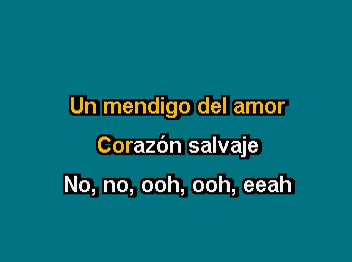 Un mendigo del amor
Corazón salvaje
No, no, ooh, ooh, eeah